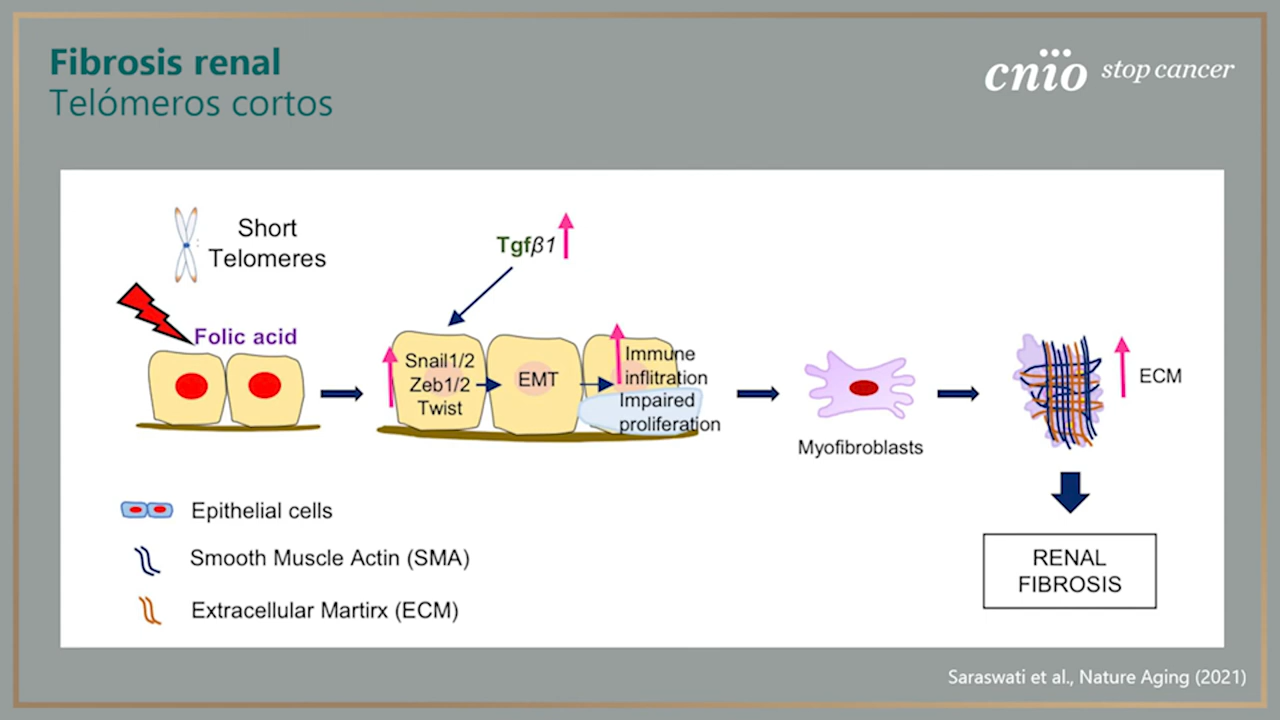 Fibrosis renal
Telómeros cortos
cnio stop cancer
Short
Telomeres
Folic acid
Tgfβ1
Snail1/2
Zeb1/2
Twist
EMT
Immune
inflitration
Impaired
proliferation
Myofibroblasts
ECM
Epithelial cells
Smooth Muscle Actin (SMA)
Extracellular Martirx (ECM)
RENAL
FIBROSIS
Saraswati et al., Nature Aging (2021)